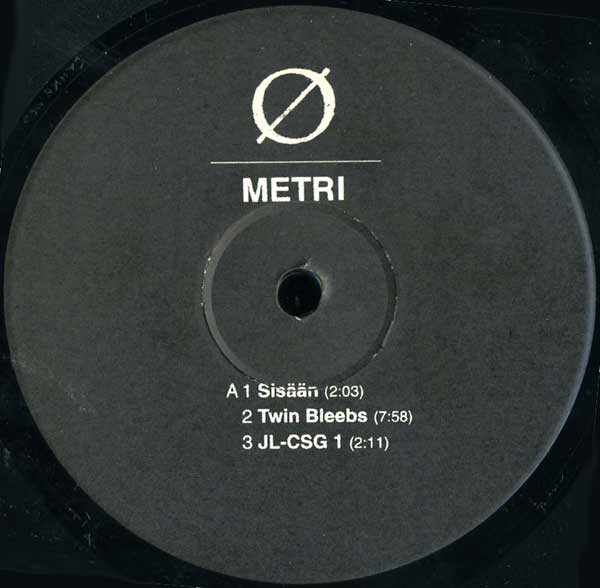 Ø
METRI
A 1 Sisään (2:03)
2 Twin Bleebs (7:58)
3 JL-CSG 1 (2:11)